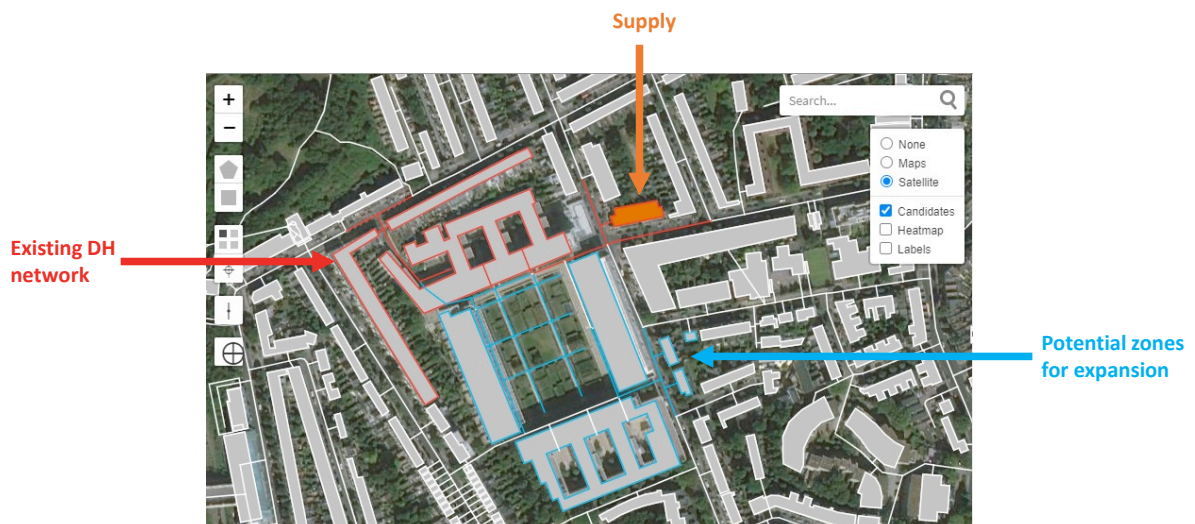 Supply
+
−
Search...
None
Maps
Satellite
Candidates
Heatmap
Labels
Existing DH
network
Potential zones
for expansion